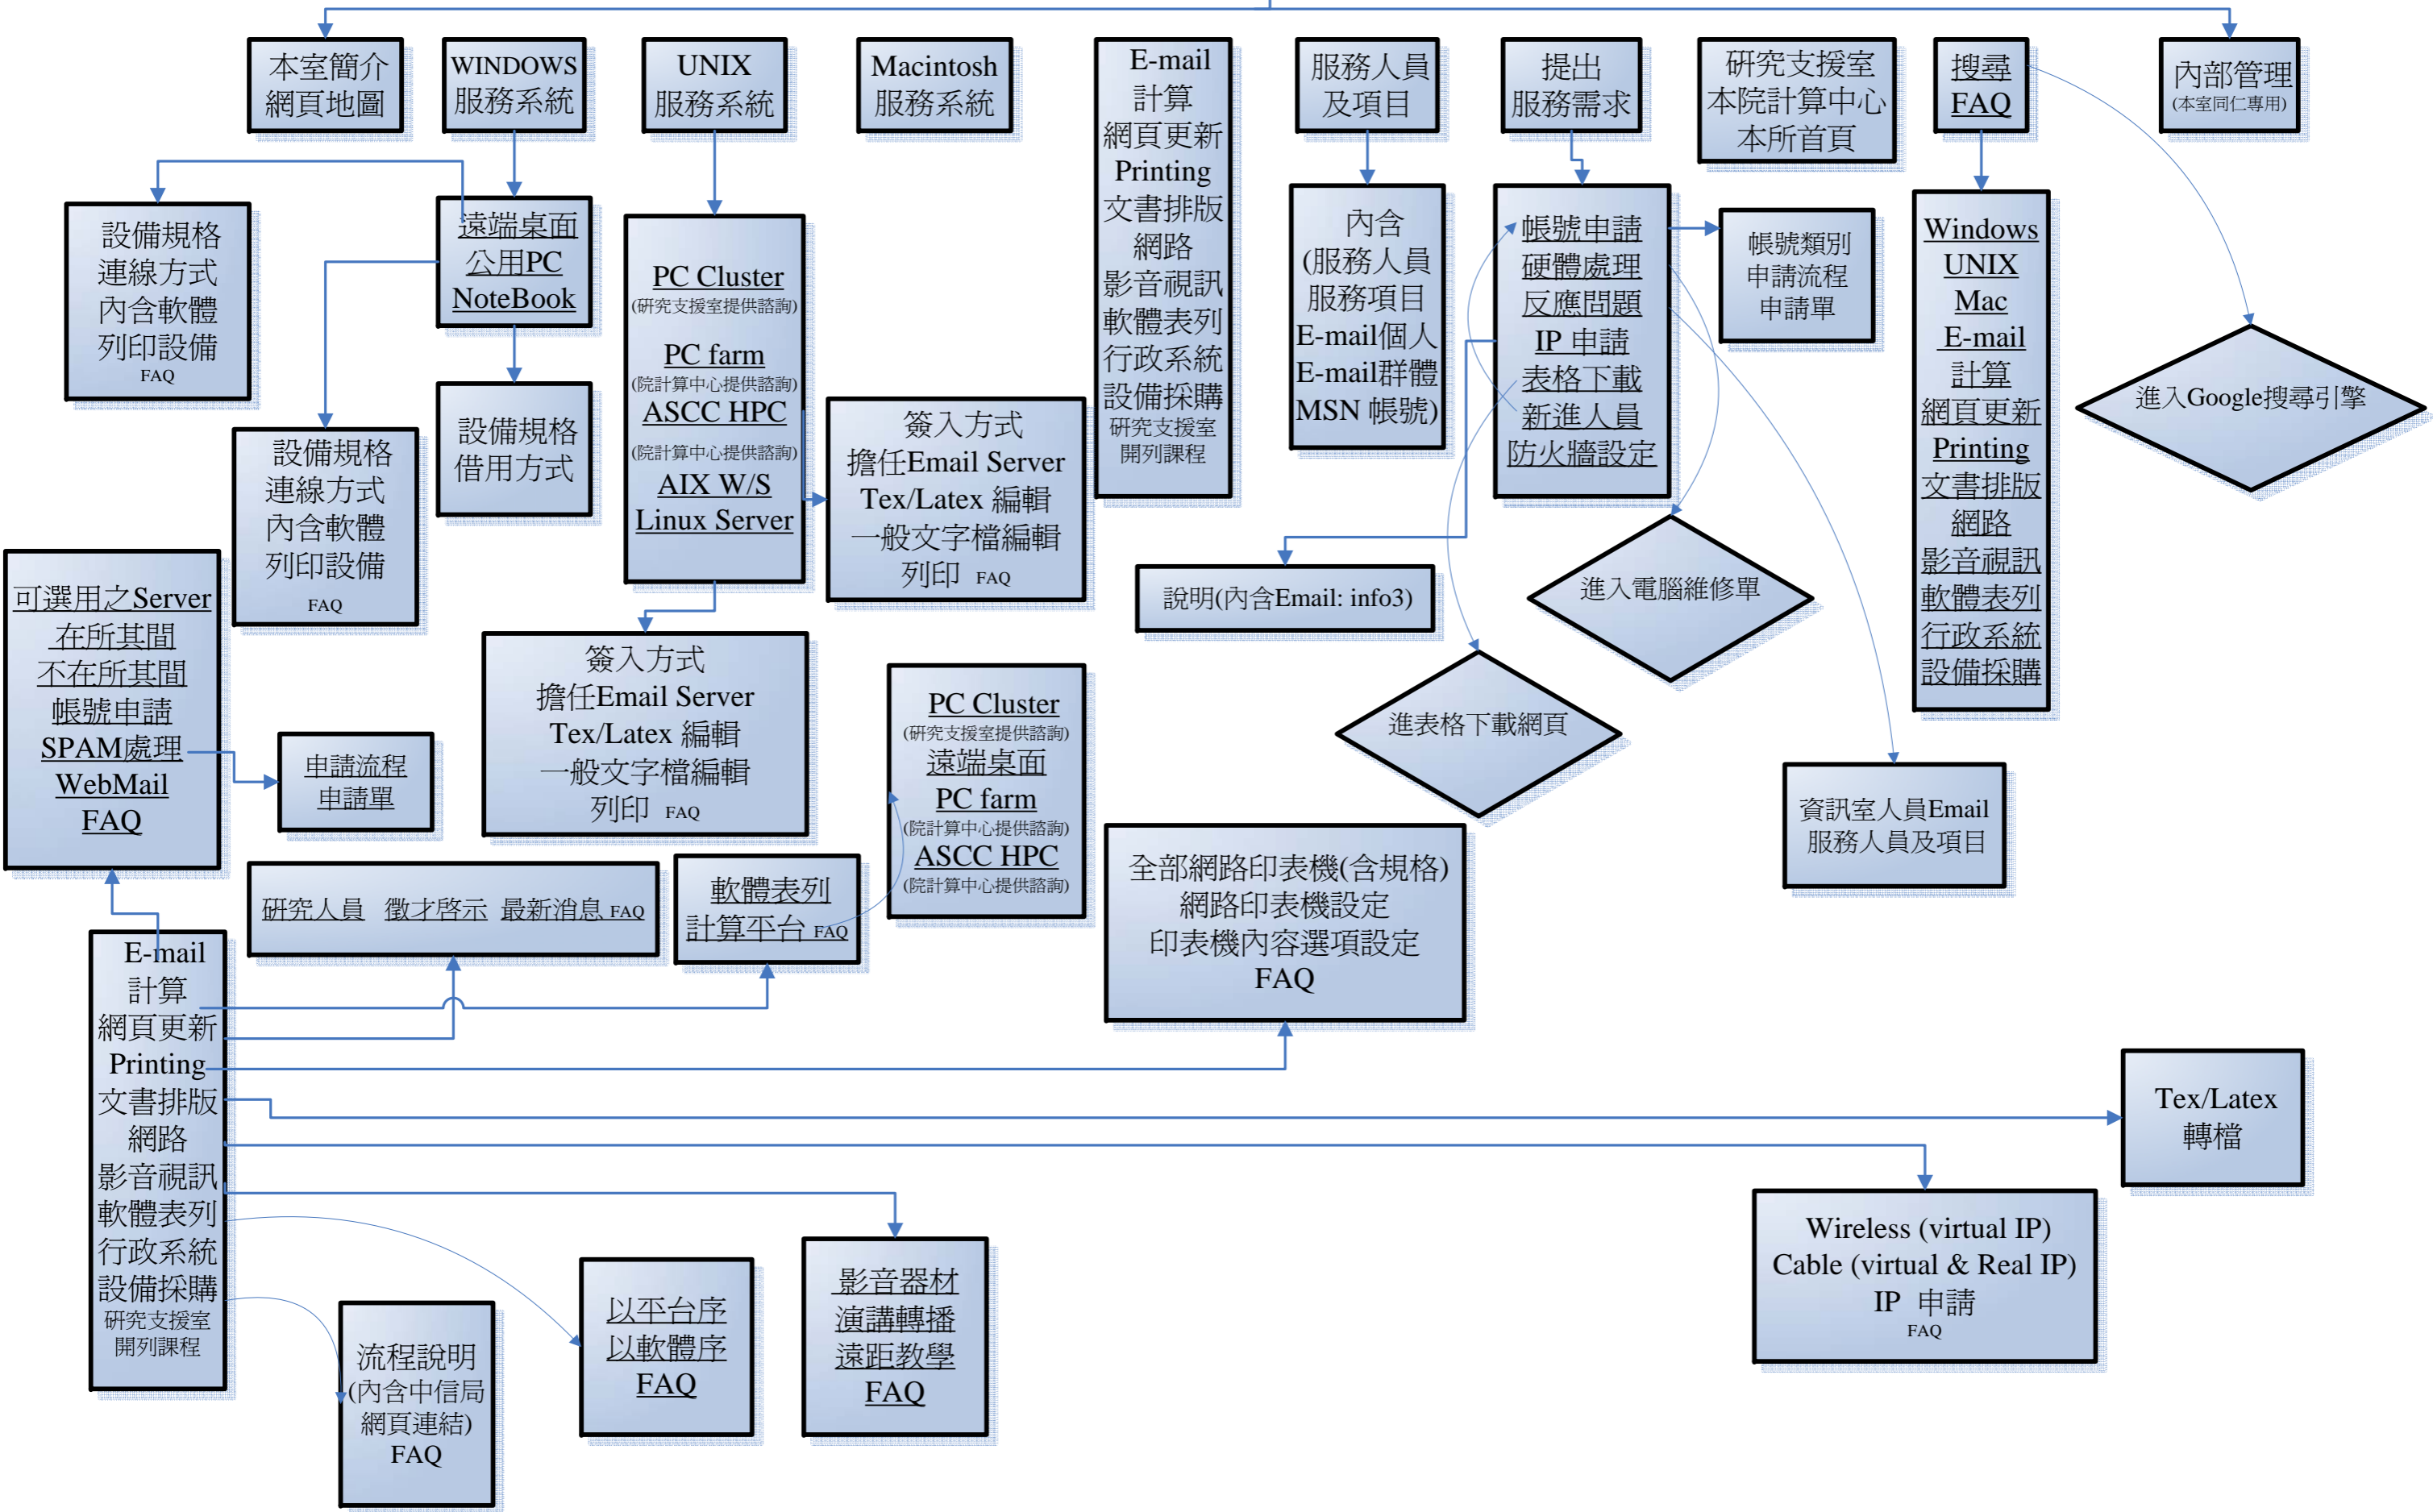 本室簡介
網頁地圖
WINDOWS
服務系統
UNIX
服務系統
Macintosh
服務系統
E-mail
計算
網頁更新
Printing
文書排版
網路
影音視訊
軟體表列
行政系統
設備採購
研究支援室
開列課程
服務人員
及項目
提出
服務需求
研究支援室
本院計算中心
本所首頁
搜尋
FAQ
內部管理
(本室同仁專用)
設備規格
連線方式
內含軟體
列印設備
FAQ
遠端桌面
公用PC
NoteBook
PC Cluster
(研究支援室提供諮詢)
PC farm
(院計算中心提供諮詢)
ASCC HPC
(院計算中心提供諮詢)
AIX W/S
Linux Server
內含
(服務人員
服務項目
E-mail個人
E-mail群體
MSN 帳號)
帳號申請
硬體處理
反應問題
IP 申請
表格下載
新進人員
防火牆設定
帳號類別
申請流程
申請單
Windows
UNIX
Mac
E-mail
計算
網頁更新
Printing
文書排版
網路
影音視訊
軟體表列
行政系統
設備採購
進入Google搜尋引擎
設備規格
連線方式
內含軟體
列印設備
FAQ
設備規格
借用方式
簽入方式
擔任Email Server
Tex/Latex 編輯
一般文字檔編輯
列印 FAQ
說明(內含Email: info3)
進入電腦維修單
可選用之Server
在所其間
不在所其間
帳號申請
SPAM處理
WebMail
FAQ
申請流程
申請單
簽入方式
擔任Email Server
Tex/Latex 編輯
一般文字檔編輯
列印 FAQ
PC Cluster
(研究支援室提供諮詢)
遠端桌面
PC farm
(院計算中心提供諮詢)
ASCC HPC
(院計算中心提供諮詢)
進表格下載網頁
資訊室人員Email
服務人員及項目
研究人員 徵才啓示 最新消息 FAQ
軟體表列
計算平台 FAQ
全部網路印表機(含規格)
網路印表機設定
印表機內容選項設定
FAQ
E-mail
計算
網頁更新
Printing
文書排版
網路
影音視訊
軟體表列
行政系統
設備採購
研究支援室
開列課程
Tex/Latex
轉檔
Wireless (virtual IP)
Cable (virtual & Real IP)
IP 申請
FAQ
流程說明
(內含中信局
網頁連結)
FAQ
以平台序
以軟體序
FAQ
影音器材
演講轉播
遠距教學
FAQ